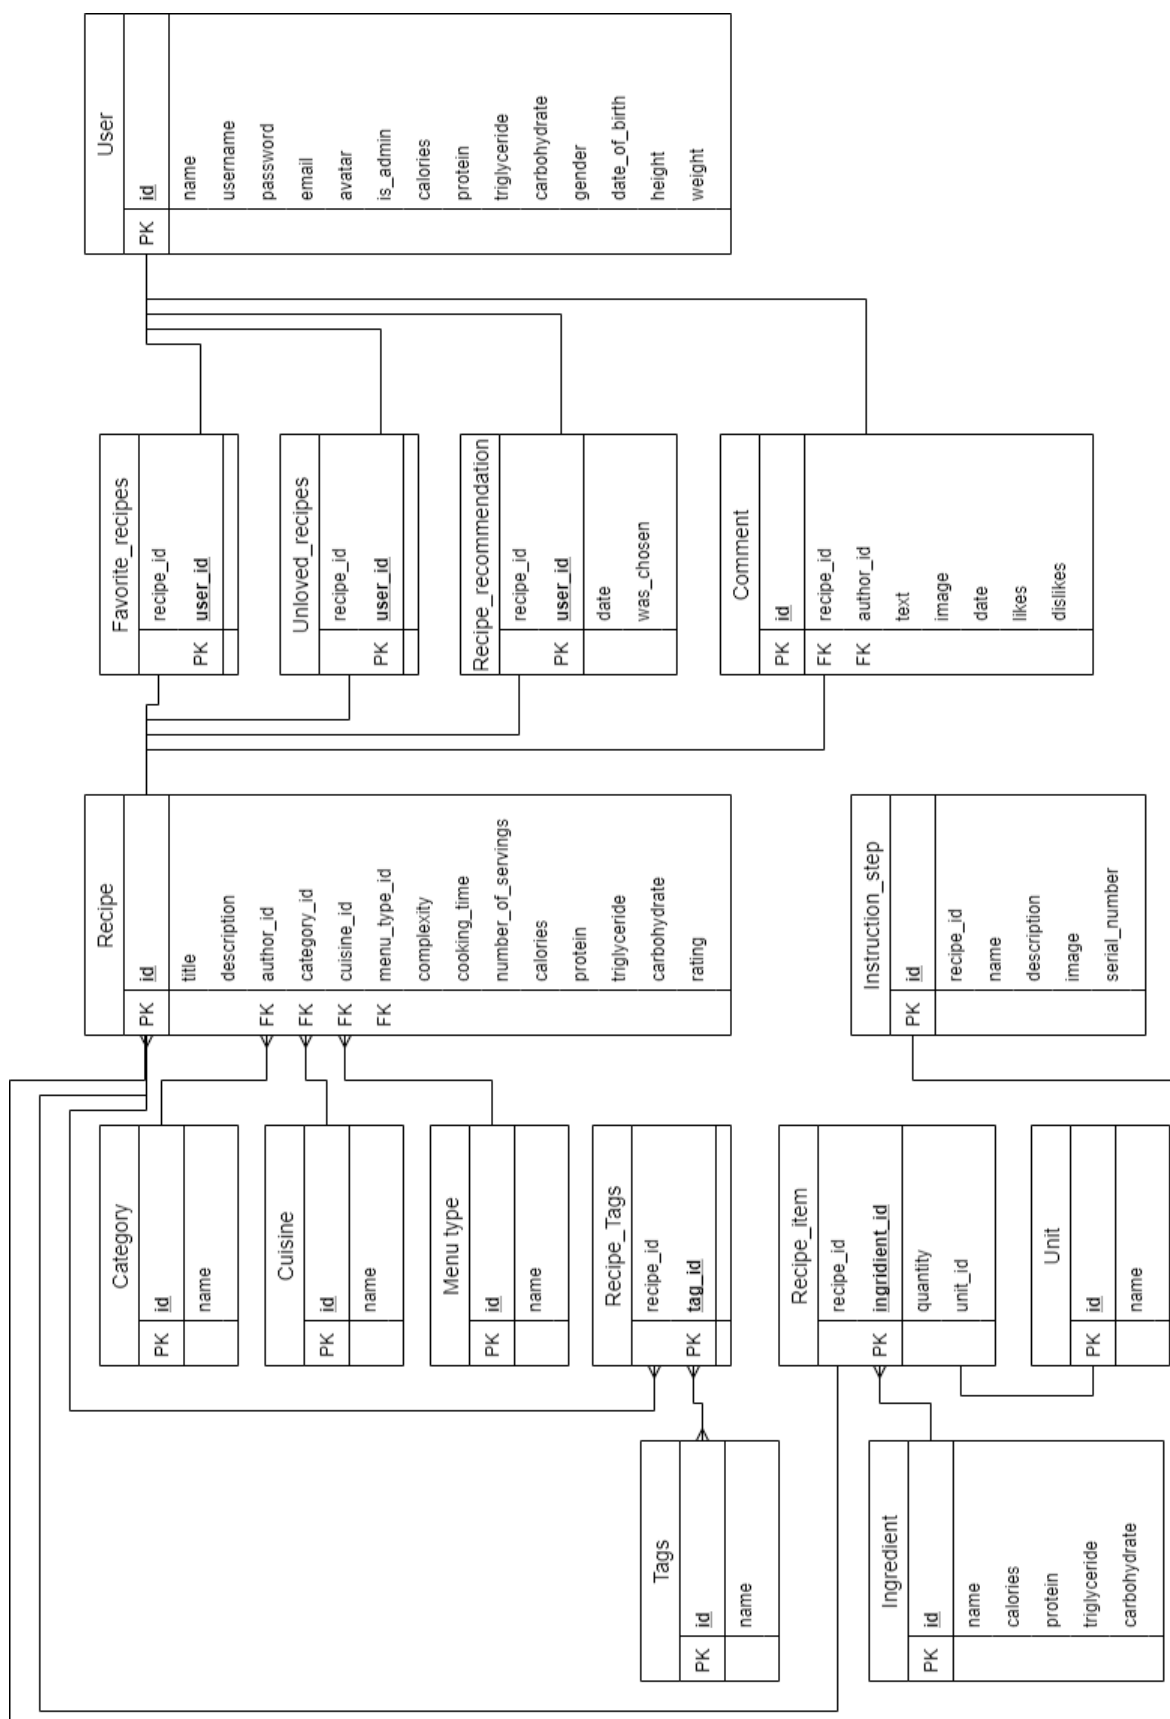 User
PK id
name
username
password
email
avatar
is_admin
calories
protein
triglyceride
carbohydrate
gender
date_of_birth
height
weight
Favorite_recipes
recipe_id
PK user_id
Unloved_recipes
recipe_id
PK user_id
Recipe_recommendation
recipe_id
PK user_id
date
was_chosen
Comment
PK id
FK recipe_id
FK author_id
text
image
date
likes
dislikes
Recipe
PK id
title
description
FK author_id
FK category_id
FK cuisine_id
FK menu_type_id
complexity
cooking_time
number_of_servings
calories
protein
triglyceride
carbohydrate
rating
Instruction_step
PK id
recipe_id
name
description
image
serial_number
Category
PK id
name
Cuisine
PK id
name
Menu type
PK id
name
Recipe_Tags
recipe_id
PK tag_id
Recipe_item
recipe_id
PK ingridient_id
quantity
unit_id
Unit
PK id
name
Tags
PK id
name
Ingredient
PK id
name
calories
protein
triglyceride
carbohydrate